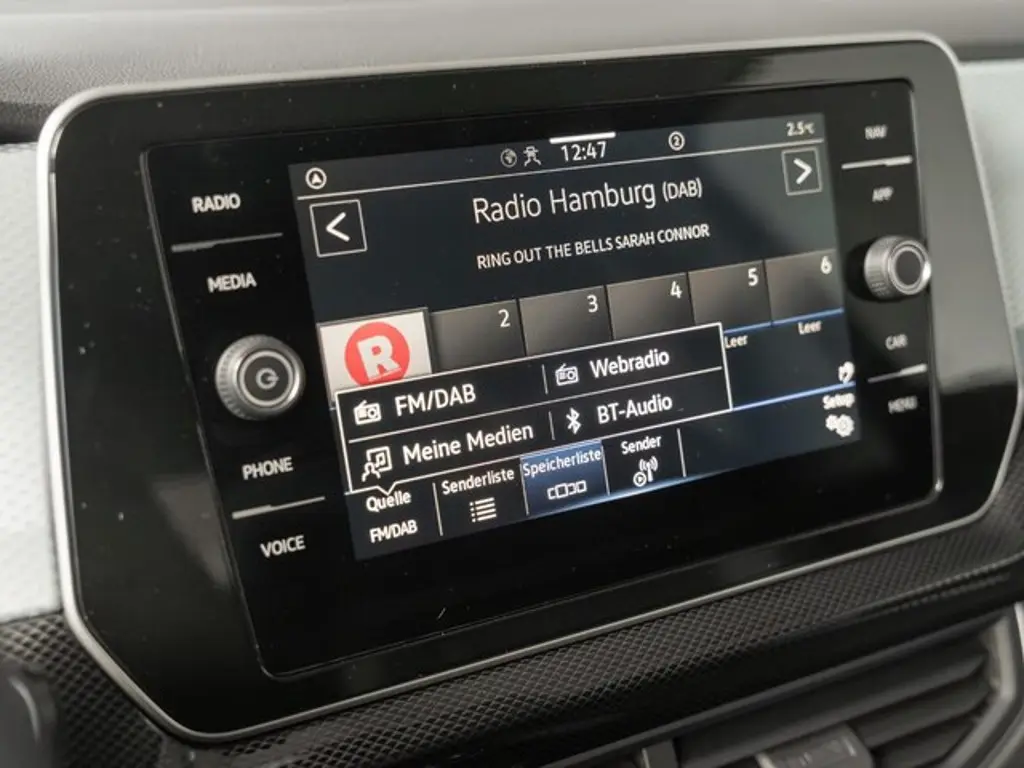 2.5°C
12:47
2
Radio Hamburg (DAB)
RING OUT THE BELLS SARAH CONNOR
R
2
3
4
5
6
Leer
Leer
FM/DAB
Webradio
Meine Medien
BT-Audio
Quelle
FM/DAB
Senderliste
Speicherliste
Sender
Setup
RADIO
MEDIA
PHONE
VOICE
NAV
APP
CAR
MENU